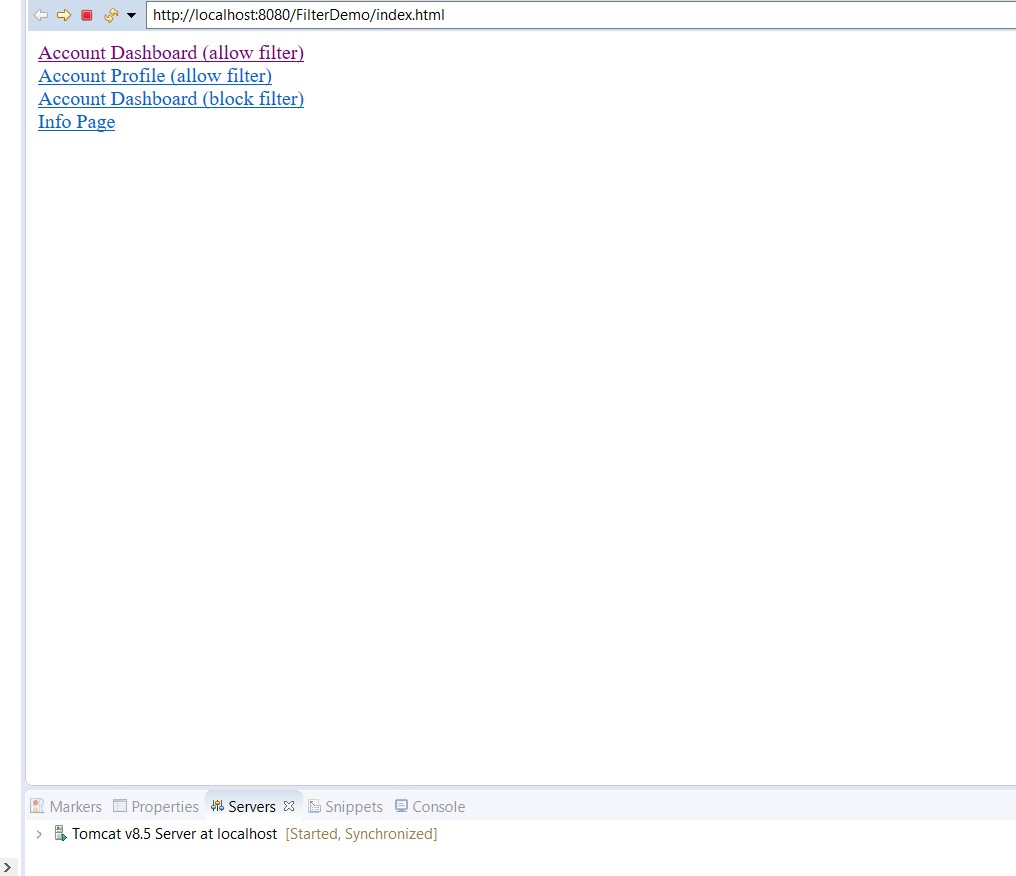 http://localhost:8080/FilterDemo/index.html
Account Dashboard (allow filter)
Account Profile (allow filter)
Account Dashboard (block filter)
Info Page
Markers Properties Servers Snippets Console
Tomcat v8.5 Server at localhost [Started, Synchronized]